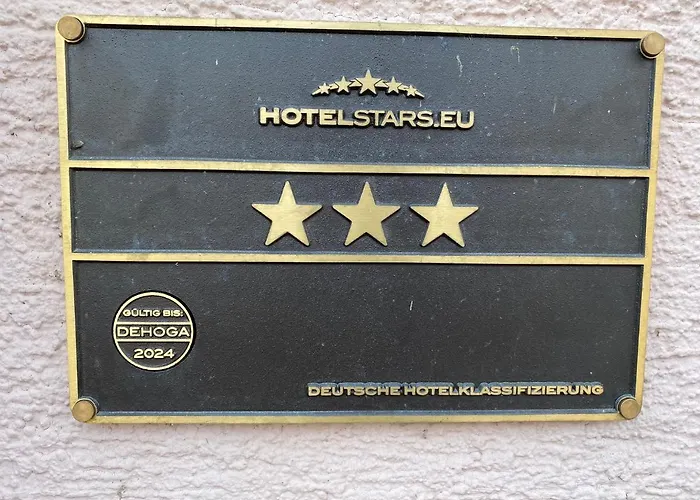 HOTELSTARS.EU
GÜLTIG BIS:
DEHOGA
2024
DEUTSCHE HOTELKLASSIFIZIERUNG